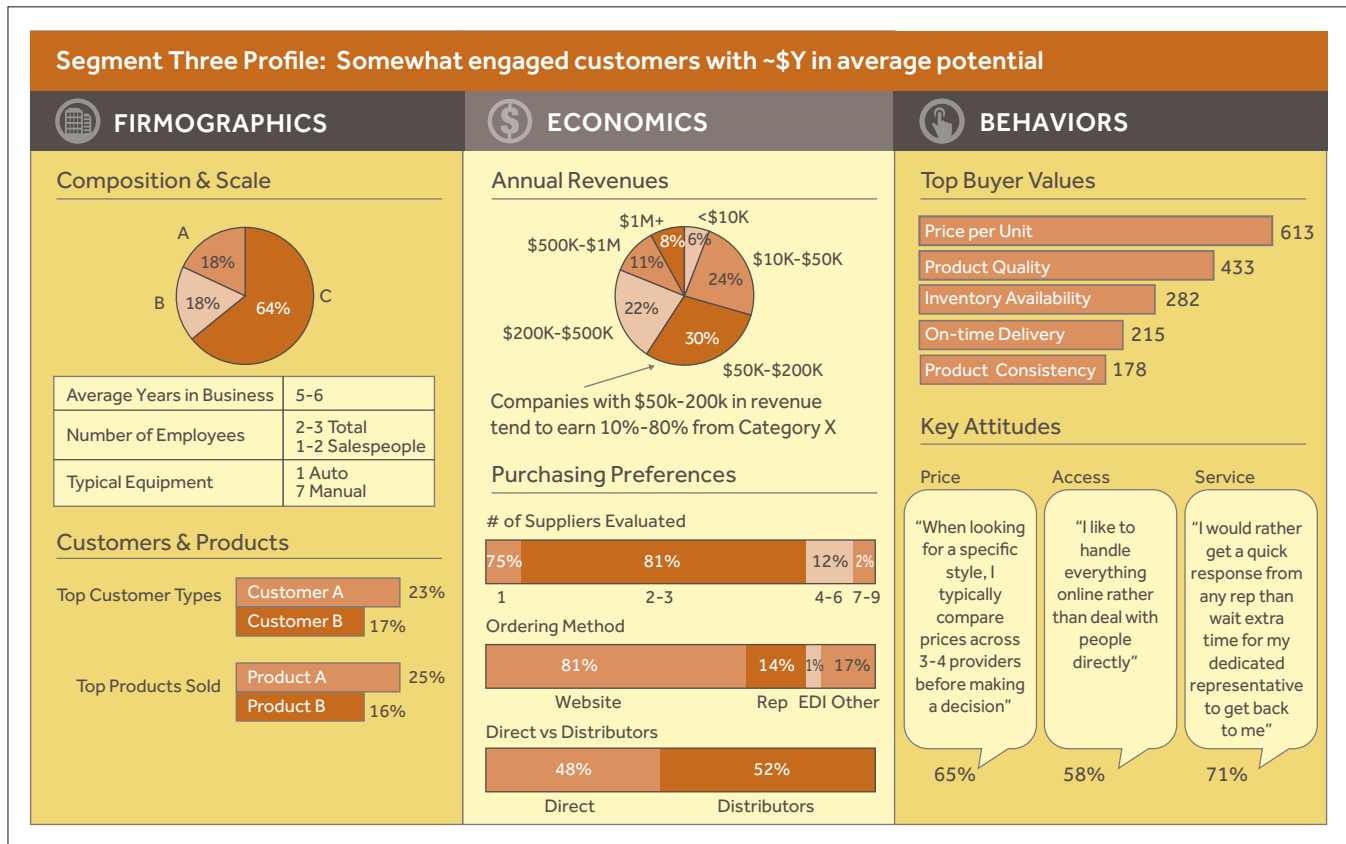 Segment Three Profile: Somewhat engaged customers with ~$Y in average potential
FIRMOGRAPHICS
Composition & Scale
A
18%
B
18%
64%
C
Average Years in Business
5-6
Number of Employees
2-3 Total
1-2 Salespeople
Typical Equipment
1 Auto
7 Manual
Customers & Products
Top Customer Types
Customer A
23%
Customer B
17%
Top Products Sold
Product A
25%
Product B
16%
$
ECONOMICS
Annual Revenues
$1M+
<$10K
8%
6%
$500K-$1M
11%
$10K-$50K
24%
22%
$200K-$500K
30%
$50K-$200K
Companies with $50k-200k in revenue
tend to earn 10%-80% from Category X
Purchasing Preferences
# of Suppliers Evaluated
75%
81%
12%
2%
1
2-3
4-6
7-9
Ordering Method
81%
14%
1%
17%
Website
Rep
EDI
Other
Direct vs Distributors
48%
52%
Direct
Distributors
BEHAVIORS
Top Buyer Values
Price per Unit
613
Product Quality
433
Inventory Availability
282
On-time Delivery
215
Product Consistency
178
Key Attitudes
Price
“When looking
for a specific
style, I
typically
compare
prices across
3-4 providers
before making
a decision”
65%
Access
“I like to
handle
everything
online rather
than deal with
people
directly”
58%
Service
“I would rather
get a quick
response from
any rep than
wait extra
time for my
dedicated
representative
to get back
to me”
71%